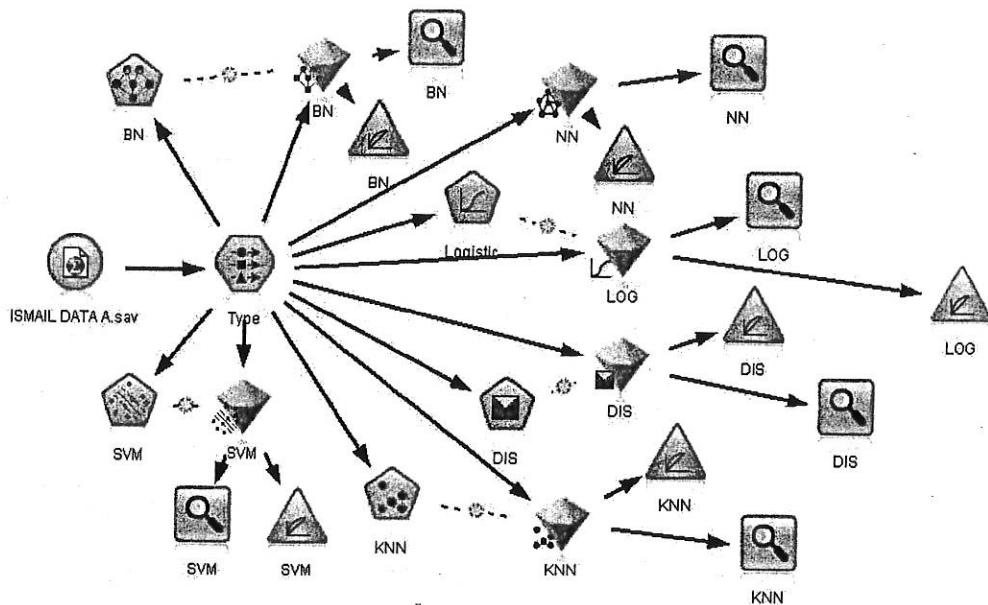 BN
BN
BN
BN
NN
NN
NN
Logistic
LOG
LOG
LOG
ISMAIL DATA A.sav
Type
DIS
DIS
DIS
DIS
SVM
SVM
SVM
SVM
KNN
KNN
KNN
KNN